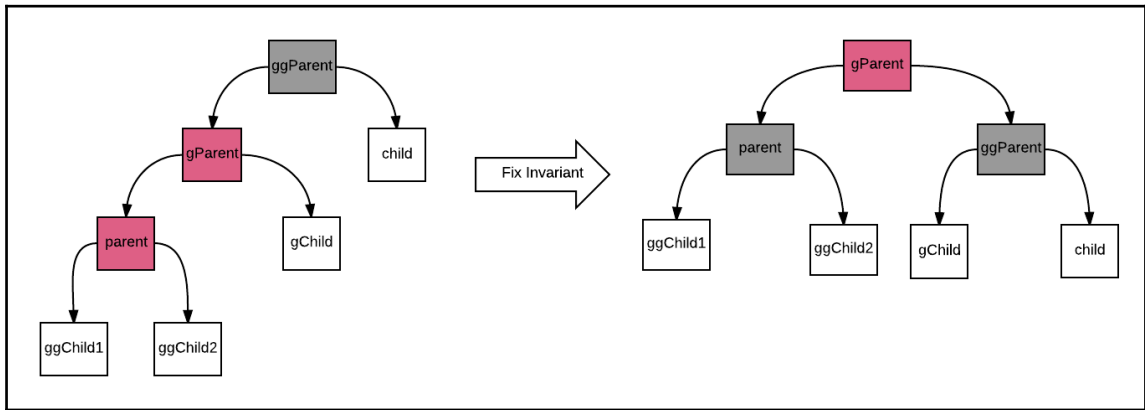 ggParent
gParent
child
parent
gChild
ggChild1
ggChild2
Fix Invariant
gParent
parent
ggParent
ggChild1
ggChild2
gChild
child